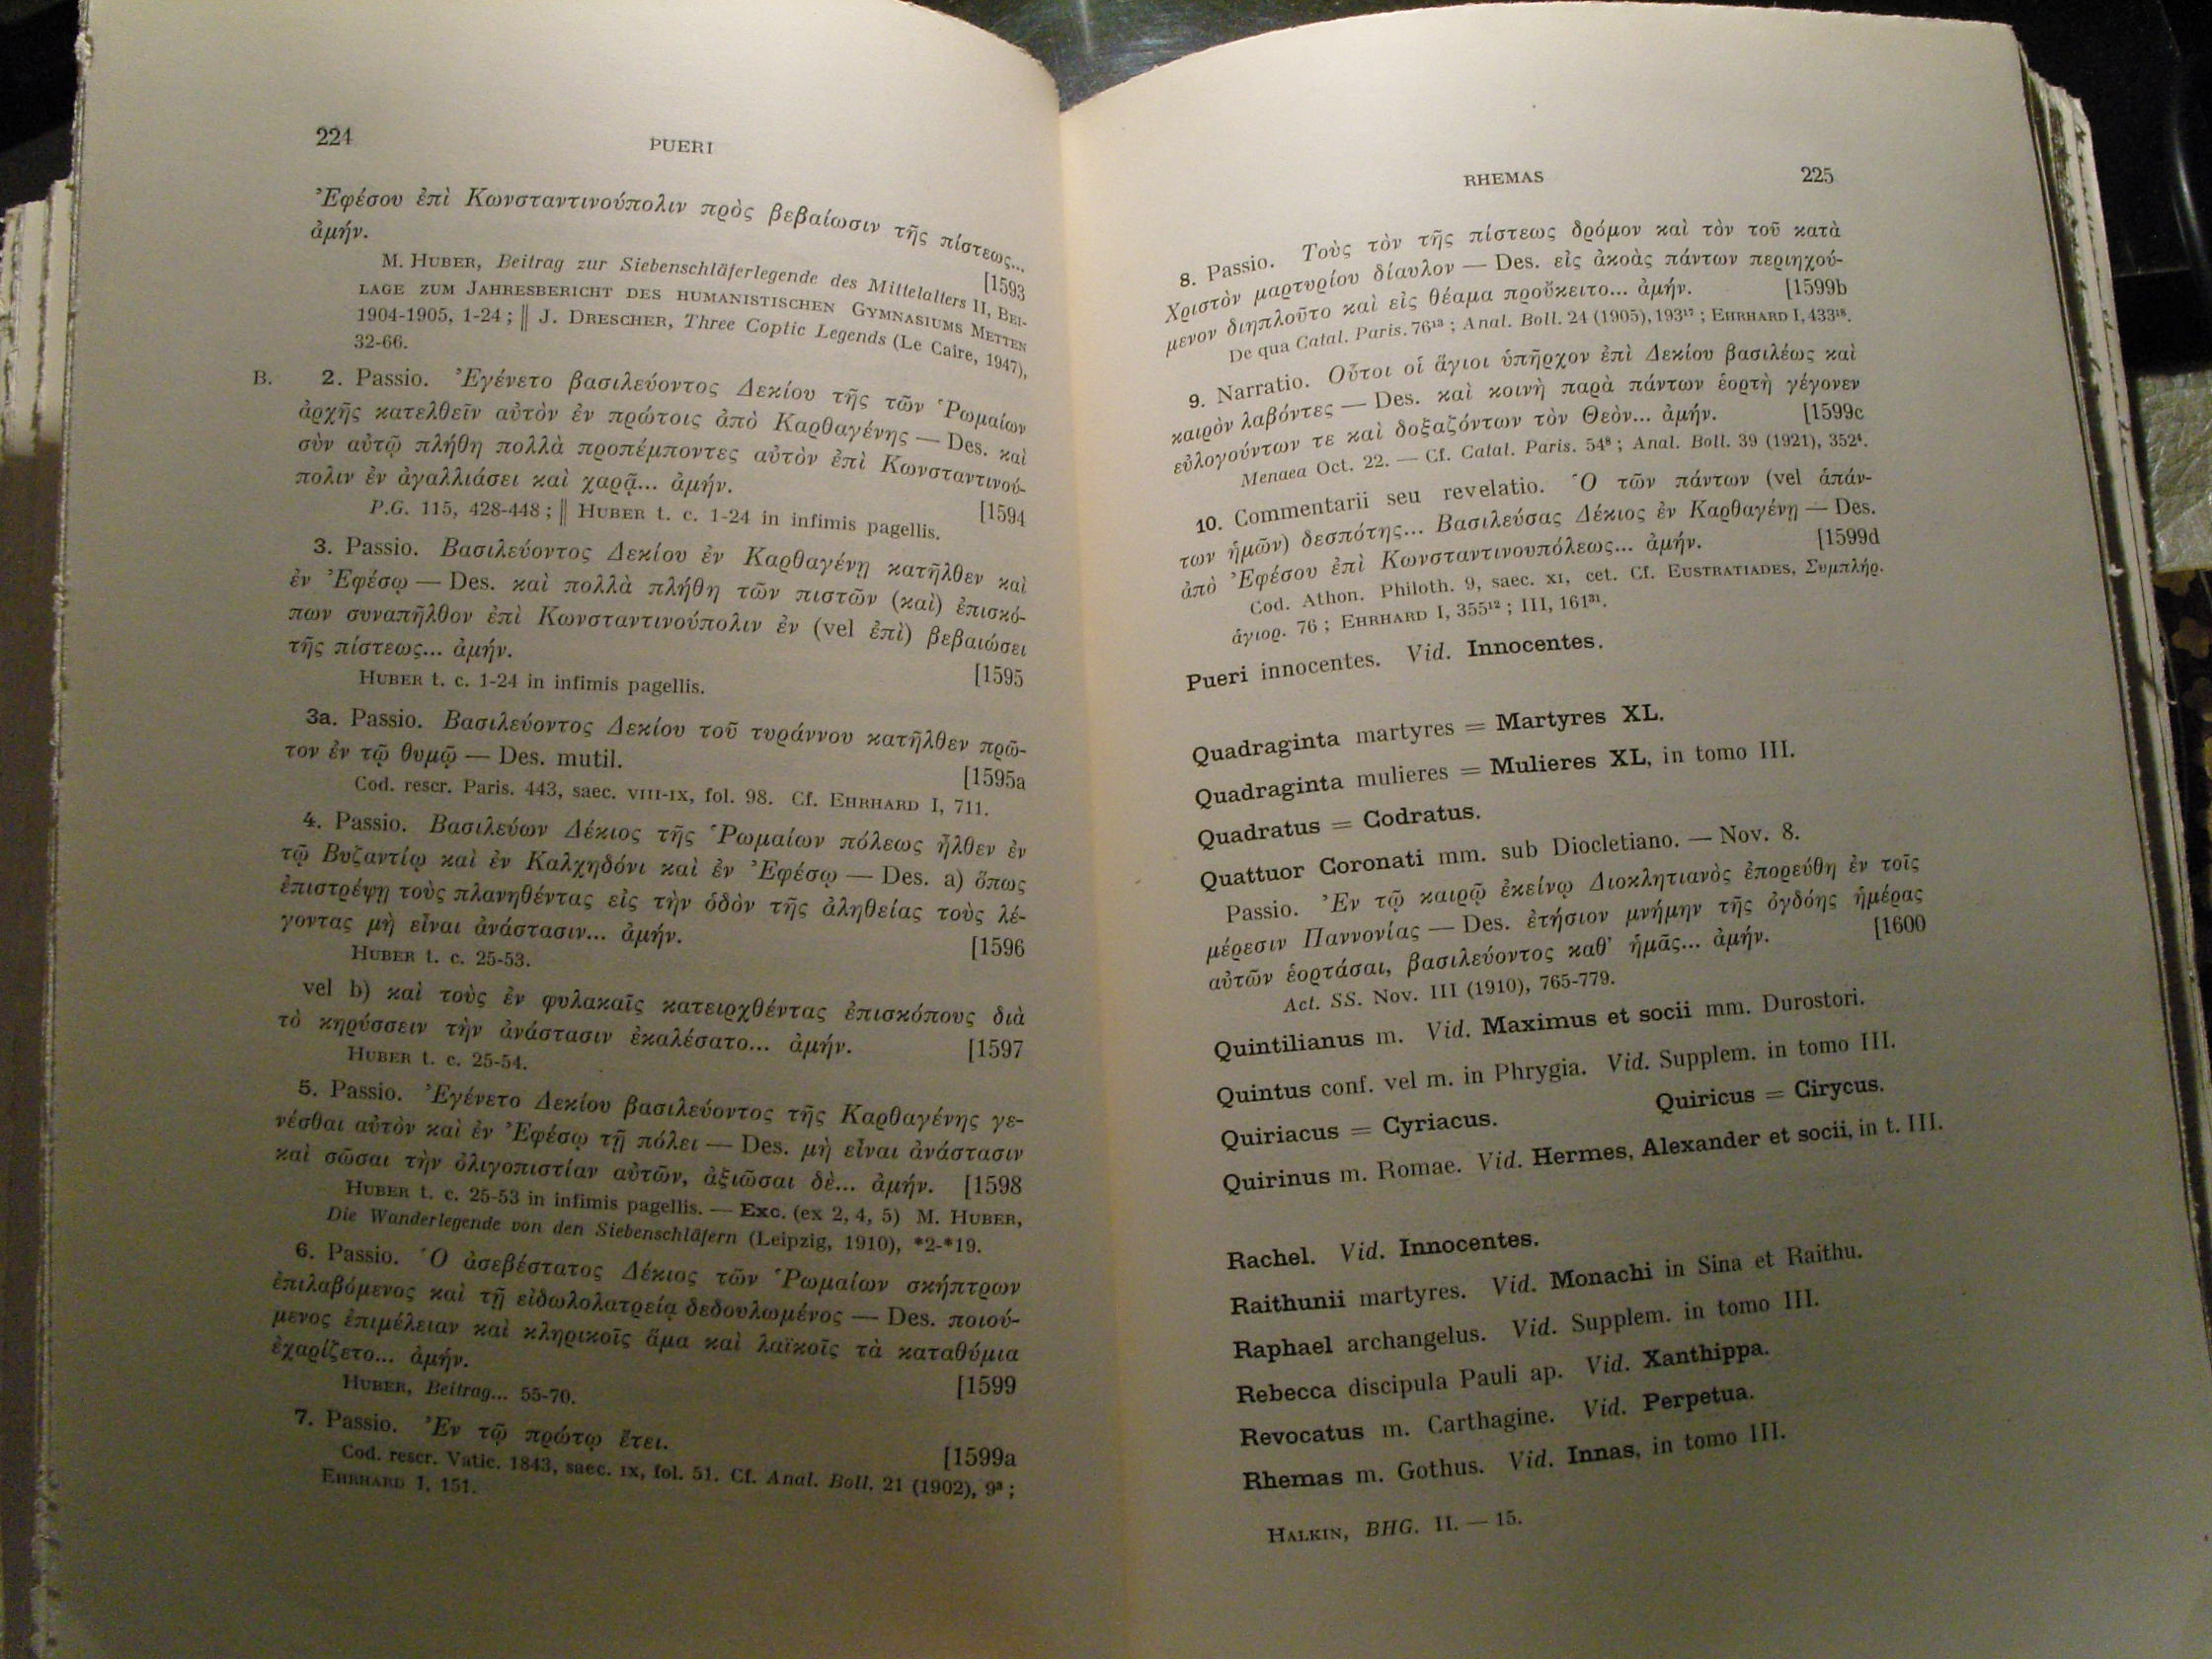 224
PUERI
Ἐφέσου ἐπὶ Κωνσταντινούπολιν πρὸς βεβαίωσιν τῆς πίστεως...
ἀμήν. [1593
M. Huber, Beitrag zur Siebenschläferlegende des Mittelalters II, Bei-
lage zum Jahresbericht des humanistischen Gymnasiums Metten
1904-1905, 1-24 ; || J. Drescher, Three Coptic Legends (Le Caire, 1947),
32-66.
B. 2. Passio. Ἐγένετο βασιλεύοντος Δεκίου τῆς τῶν Ῥωμαίων
ἀρχῆς κατελθεῖν αὐτὸν ἐν πρώτοις ἀπὸ Καρθαγένης — Des. καὶ
σὺν αὐτῷ πλήθη πολλὰ προπέμποντες αὐτὸν ἐπὶ Κωνσταντινού-
πολιν ἐν ἀγαλλιάσει καὶ χαρᾷ... ἀμήν. [1594
P.G. 115, 428-448 ; || Huber t. c. 1-24 in infimis pagellis.
3. Passio. Βασιλεύοντος Δεκίου ἐν Καρθαγένῃ κατῆλθεν καὶ
ἐν Ἐφέσῳ — Des. καὶ πολλὰ πλήθη τῶν πιστῶν (καὶ) ἐπισκό-
πων συναπῆλθον ἐπὶ Κωνσταντινούπολιν ἐν (vel ἐπὶ) βεβαιώσει
τῆς πίστεως... ἀμήν. [1595
Huber t. c. 1-24 in infimis pagellis.
3a. Passio. Βασιλεύοντος Δεκίου τοῦ τυράννου κατῆλθεν πρῶ-
τον ἐν τῷ θυμῷ — Des. mutil. [1595a
Cod. rescr. Paris. 443, saec. viii-ix, fol. 98. Cf. Ehrhard I, 711.
4. Passio. Βασιλεύων Δέκιος τῆς Ῥωμαίων πόλεως ἦλθεν ἐν
τῷ Βυζαντίῳ καὶ ἐν Καλχηδόνι καὶ ἐν Ἐφέσῳ — Des. a) ὅπως
ἐπιστρέψῃ τοὺς πλανηθέντας εἰς τὴν ὁδὸν τῆς ἀληθείας τοὺς λέ-
γοντας μὴ εἶναι ἀνάστασιν... ἀμήν. [1596
Huber t. c. 25-53.
vel b) καὶ τοὺς ἐν φυλακαῖς κατειρχθέντας ἐπισκόπους διὰ
τὸ κηρύσσειν τὴν ἀνάστασιν ἐκαλέσατο... ἀμήν. [1597
Huber t. c. 25-54.
5. Passio. Ἐγένετο Δεκίου βασιλεύοντος τῆς Καρθαγένης γε-
νέσθαι αὐτὸν καὶ ἐν Ἐφέσῳ τῇ πόλει — Des. μὴ εἶναι ἀνάστασιν
καὶ σῶσαι τὴν ὀλιγοπιστίαν αὐτῶν, ἀξιῶσαι δὲ... ἀμήν. [1598
Huber t. c. 25-53 in infimis pagellis. — Exc. (ex 2, 4, 5) M. Huber,
Die Wanderlegende von den Siebenschläfern (Leipzig, 1910), *2-*19.
6. Passio. Ὁ ἀσεβέστατος Δέκιος τῶν Ῥωμαίων σκήπτρων
ἐπιλαβόμενος καὶ τῇ εἰδωλολατρείᾳ δεδουλωμένος — Des. ποιού-
μενος ἐπιμέλειαν καὶ κληρικοῖς ἅμα καὶ λαϊκοῖς τὰ καταθύμια
ἐχαρίζετο... ἀμήν. [1599
Huber, Beitrag... 55-70.
7. Passio. Ἐν τῷ πρώτῳ ἔτει. [1599a
Cod. rescr. Vatic. 1843, saec. ix, fol. 51. Cf. Anal. Boll. 21 (1902), 9³ ;
Ehrhard I, 151.
RHEMAS
225
8. Passio. Τοὺς τὸν τῆς πίστεως δρόμον καὶ τὸν τοῦ κατὰ
Χριστὸν μαρτυρίου δίαυλον — Des. εἰς ἀκοὰς πάντων περιηχού-
μενον διηπλοῦτο καὶ εἰς θέαμα προὔκειτο... ἀμήν. [1599b
De qua Catal. Paris. 76¹³ ; Anal. Boll. 24 (1905), 193¹⁷ ; Ehrhard I, 433¹⁸.
9. Narratio. Οὗτοι οἱ ἅγιοι ὑπῆρχον ἐπὶ Δεκίου βασιλέως καὶ
καιρὸν λαβόντες — Des. καὶ κοινὴ παρὰ πάντων ἑορτὴ γέγονεν
εὐλογούντων τε καὶ δοξαζόντων τὸν Θεὸν... ἀμήν. [1599c
Menaea Oct. 22. — Cf. Catal. Paris. 54⁸ ; Anal. Boll. 39 (1921), 352⁴.
10. Commentarii seu revelatio. Ὁ τῶν πάντων (vel ἁπάν-
των ἡμῶν) δεσπότης... Βασιλεύσας Δέκιος ἐν Καρθαγένῃ — Des.
ἀπὸ Ἐφέσου ἐπὶ Κωνσταντινουπόλεως... ἀμήν. [1599d
Cod. Athon. Philoth. 9, saec. xi, cet. Cf. Eustratiades, Συμπλήρ.
ἁγιορ. 76 ; Ehrhard I, 355¹² ; III, 161³¹.
Pueri innocentes. Vid. Innocentes.
Quadraginta martyres = Martyres XL.
Quadraginta mulieres = Mulieres XL, in tomo III.
Quadratus = Codratus.
Quattuor Coronati mm. sub Diocletiano. — Nov. 8.
Passio. Ἐν τῷ καιρῷ ἐκείνῳ Διοκλητιανὸς ἐπορεύθη ἐν τοῖς
μέρεσιν Παννονίας — Des. ἐτήσιον μνήμην τῆς ὀγδόης ἡμέρας
αὐτῶν ἑορτάσαι, βασιλεύοντος καθ’ ἡμᾶς... ἀμήν. [1600
Act. SS. Nov. III (1910), 765-779.
Quintilianus m. Vid. Maximus et socii mm. Durostori.
Quintus conf. vel m. in Phrygia. Vid. Supplem. in tomo III.
Quiriacus = Cyriacus. Quiricus = Cirycus.
Quirinus m. Romae. Vid. Hermes, Alexander et socii, in t. III.
Rachel. Vid. Innocentes.
Raithunii martyres. Vid. Monachi in Sina et Raithu.
Raphael archangelus. Vid. Supplem. in tomo III.
Rebecca discipula Pauli ap. Vid. Xanthippa.
Revocatus m. Carthagine. Vid. Perpetua.
Rhemas m. Gothus. Vid. Innas, in tomo III.
Halkin, BHG. II. — 15.